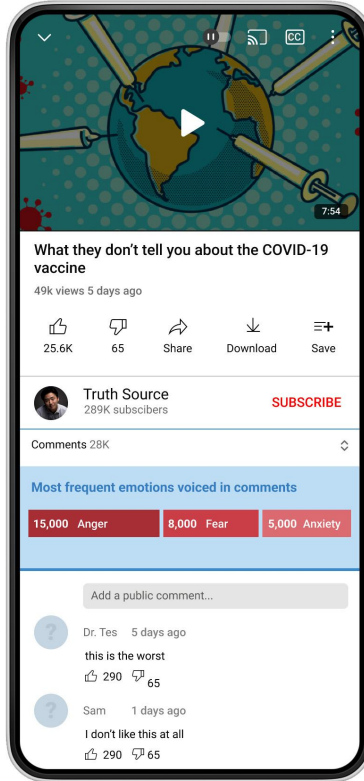 CC
7:54
What they don't tell you about the COVID-19
vaccine
49k views 5 days ago
25.6K 65 Share Download Save
Truth Source
289K subscibers
SUBSCRIBE
Comments 28K
Most frequent emotions voiced in comments
15,000 Anger 8,000 Fear 5,000 Anxiety
Add a public comment...
? Dr. Tes 5 days ago
this is the worst
290 65
? Sam 1 days ago
I don't like this at all
290 65